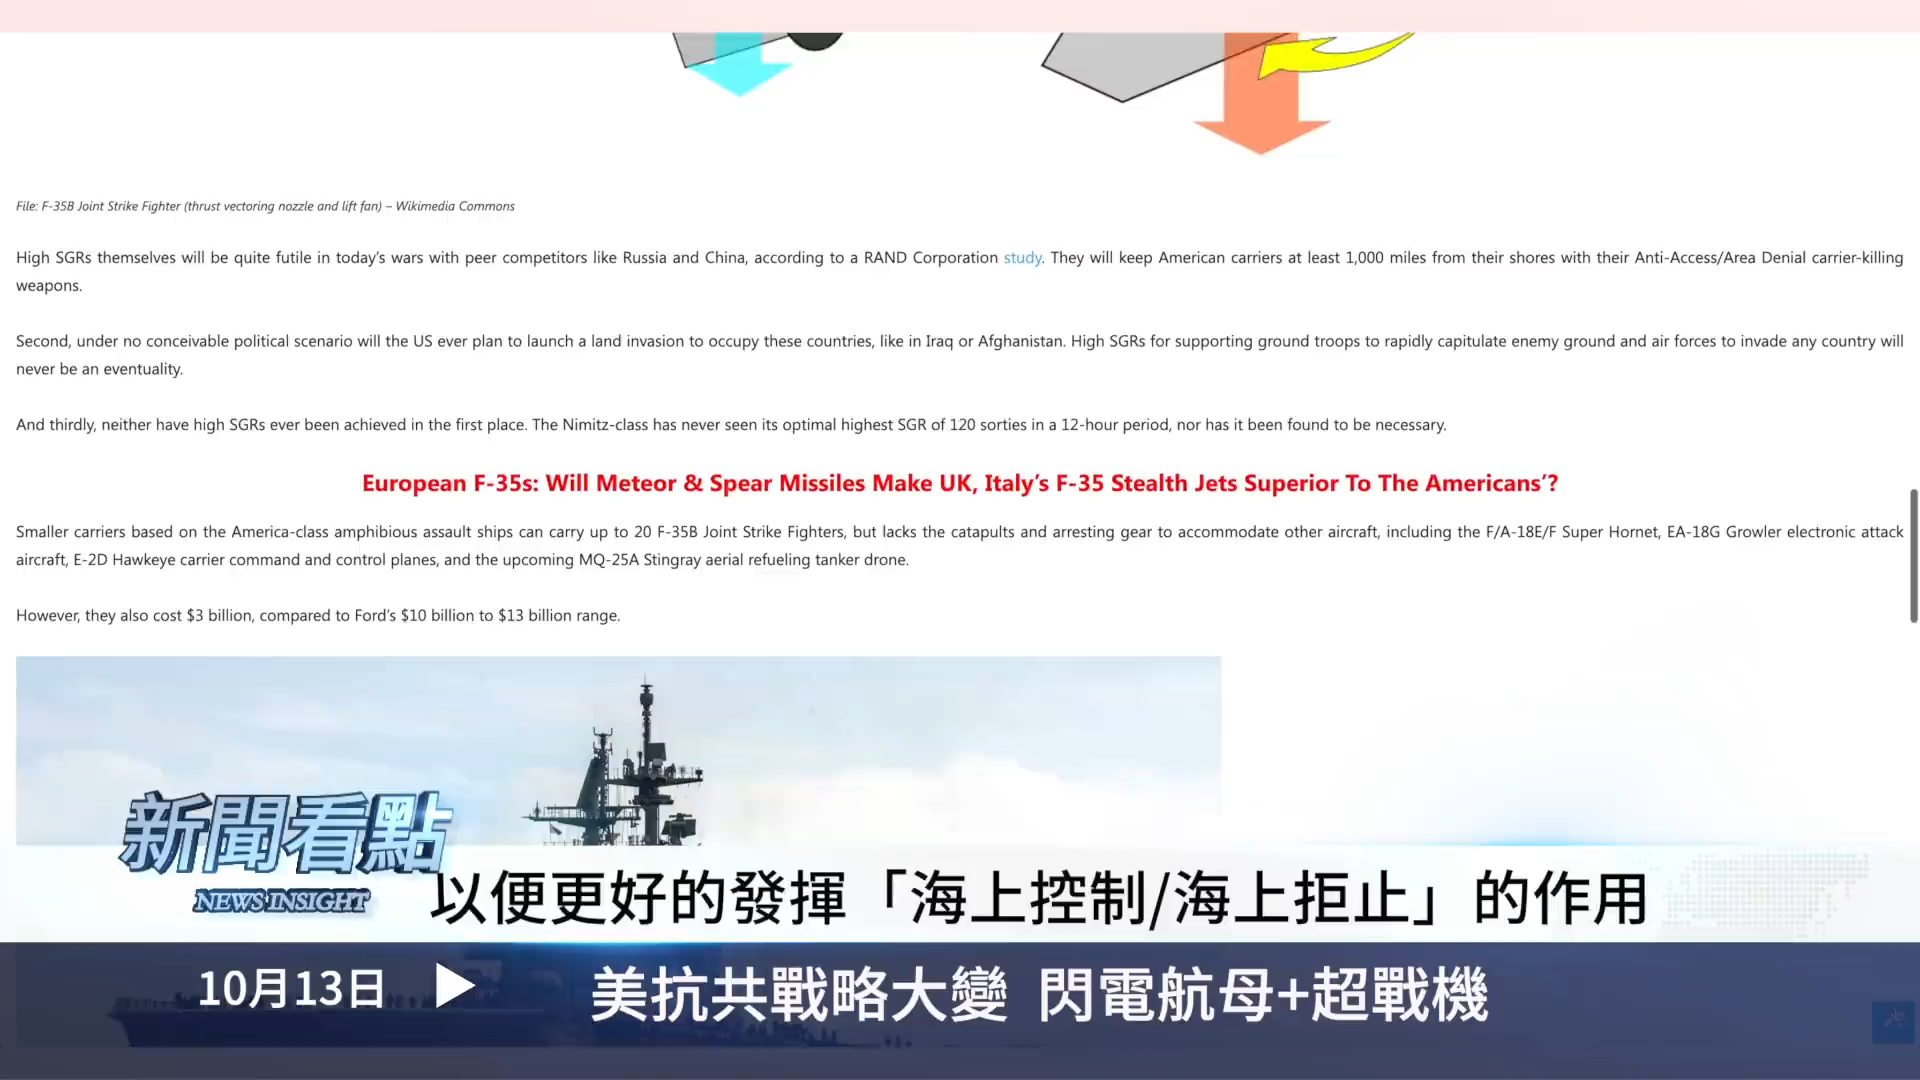 File: F-35B Joint Strike Fighter (thrust vectoring nozzle and lift fan) – Wikimedia Commons
High SGRs themselves will be quite futile in today’s wars with peer competitors like Russia and China, according to a RAND Corporation study. They will keep American carriers at least 1,000 miles from their shores with their Anti-Access/Area Denial carrier-killing
weapons.
Second, under no conceivable political scenario will the US ever plan to launch a land invasion to occupy these countries, like in Iraq or Afghanistan. High SGRs for supporting ground troops to rapidly capitulate enemy ground and air forces to invade any country will
never be an eventuality.
And thirdly, neither have high SGRs ever been achieved in the first place. The Nimitz-class has never seen its optimal highest SGR of 120 sorties in a 12-hour period, nor has it been found to be necessary.
European F-35s: Will Meteor & Spear Missiles Make UK, Italy’s F-35 Stealth Jets Superior To The Americans’?
Smaller carriers based on the America-class amphibious assault ships can carry up to 20 F-35B Joint Strike Fighters, but lacks the catapults and arresting gear to accommodate other aircraft, including the F/A-18E/F Super Hornet, EA-18G Growler electronic attack
aircraft, E-2D Hawkeye carrier command and control planes, and the upcoming MQ-25A Stingray aerial refueling tanker drone.
However, they also cost $3 billion, compared to Ford’s $10 billion to $13 billion range.
新聞看點
NEWS INSIGHT
以便更好的發揮「海上控制/海上拒止」的作用
10月13日
美抗共戰略大變 閃電航母+超戰機